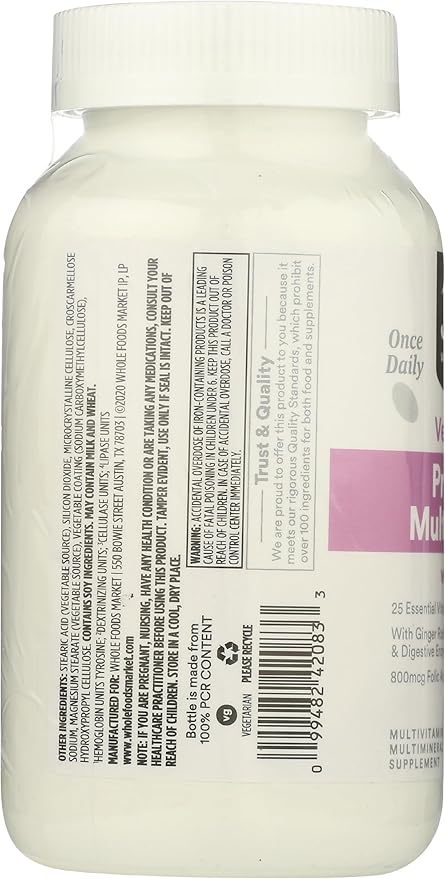 OTHER INGREDIENTS: STEARIC ACID (VEGETABLE SOURCE), SILICON DIOXIDE, MICROCRYSTALLINE CELLULOSE, CROSCARMELLOSE
SODIUM, MAGNESIUM STEARATE (VEGETABLE SOURCE), VEGETABLE COATING (SODIUM CARBOXYMETHYLCELLULOSE),
HYDROXYPROPYL CELLULOSE. CONTAINS SOY INGREDIENTS. MAY CONTAIN MILK AND WHEAT.
HEMOGLOBIN UNITS TYROSINE; DEXTRINIZING UNITS; CELLULASE UNITS; LIPASE UNITS
MANUFACTURED FOR: WHOLE FOODS MARKET | 550 BOWIE STREET AUSTIN, TX 78703 | ©2020 WHOLE FOODS MARKET IP, LP
www.wholefoodsmarket.com
NOTE: IF YOU ARE PREGNANT, NURSING, HAVE ANY HEALTH CONDITION OR ARE TAKING ANY MEDICATIONS, CONSULT YOUR
HEALTHCARE PRACTITIONER BEFORE USING THIS PRODUCT. TAMPER EVIDENT, USE ONLY IF SEAL IS INTACT. KEEP OUT OF
REACH OF CHILDREN. STORE IN A COOL, DRY PLACE.
WARNING: ACCIDENTAL OVERDOSE OF IRON-CONTAINING PRODUCTS IS A LEADING
CAUSE OF FATAL POISONING IN CHILDREN UNDER 6. KEEP THIS PRODUCT OUT OF
REACH OF CHILDREN. IN CASE OF ACCIDENTAL OVERDOSE, CALL A DOCTOR OR POISON
CONTROL CENTER IMMEDIATELY.
Trust & Quality
We are proud to offer this product to you because it
meets our rigorous Quality Standards, which prohibit
over 100 ingredients for both food and supplements.
Bottle is made from
100% PCR CONTENT
vg
VEGETARIAN
PLEASE RECYCLE
0 99482 42083 3
Once
Daily
Ve
Pr
Mult
25 Essential Vit
With Ginger Ro
& Digestive Enz
800mcg Folic A
MULTIVITAMIN
MULTIMINERAL
SUPPLEMENT